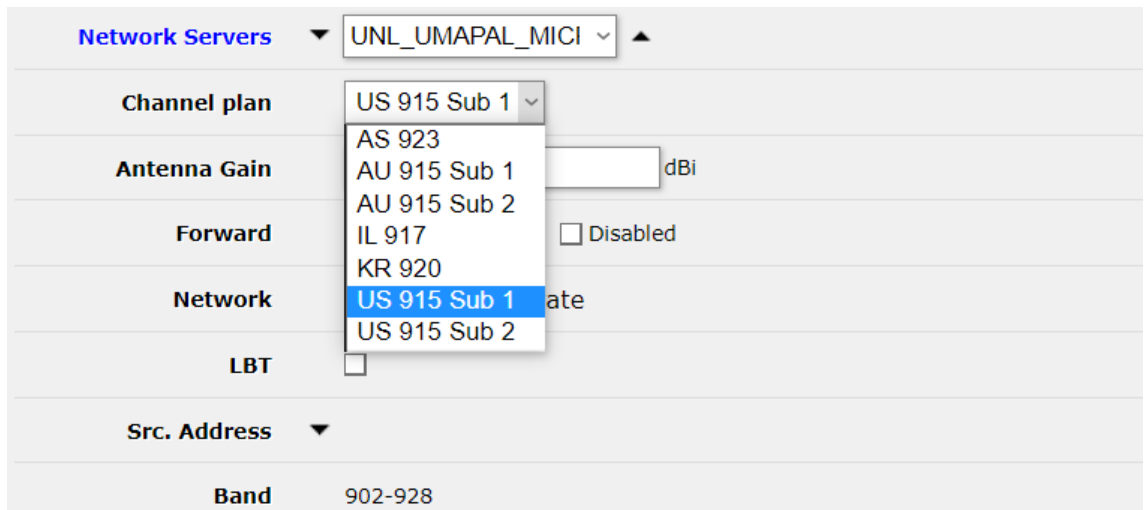 Network Servers UNL_UMAPAL_MICI
Channel plan US 915 Sub 1
AS 923
Antenna Gain AU 915 Sub 1 dBi
AU 915 Sub 2
Forward IL 917 Disabled
KR 920
Network US 915 Sub 1 ate
US 915 Sub 2
LBT
Src. Address
Band 902-928